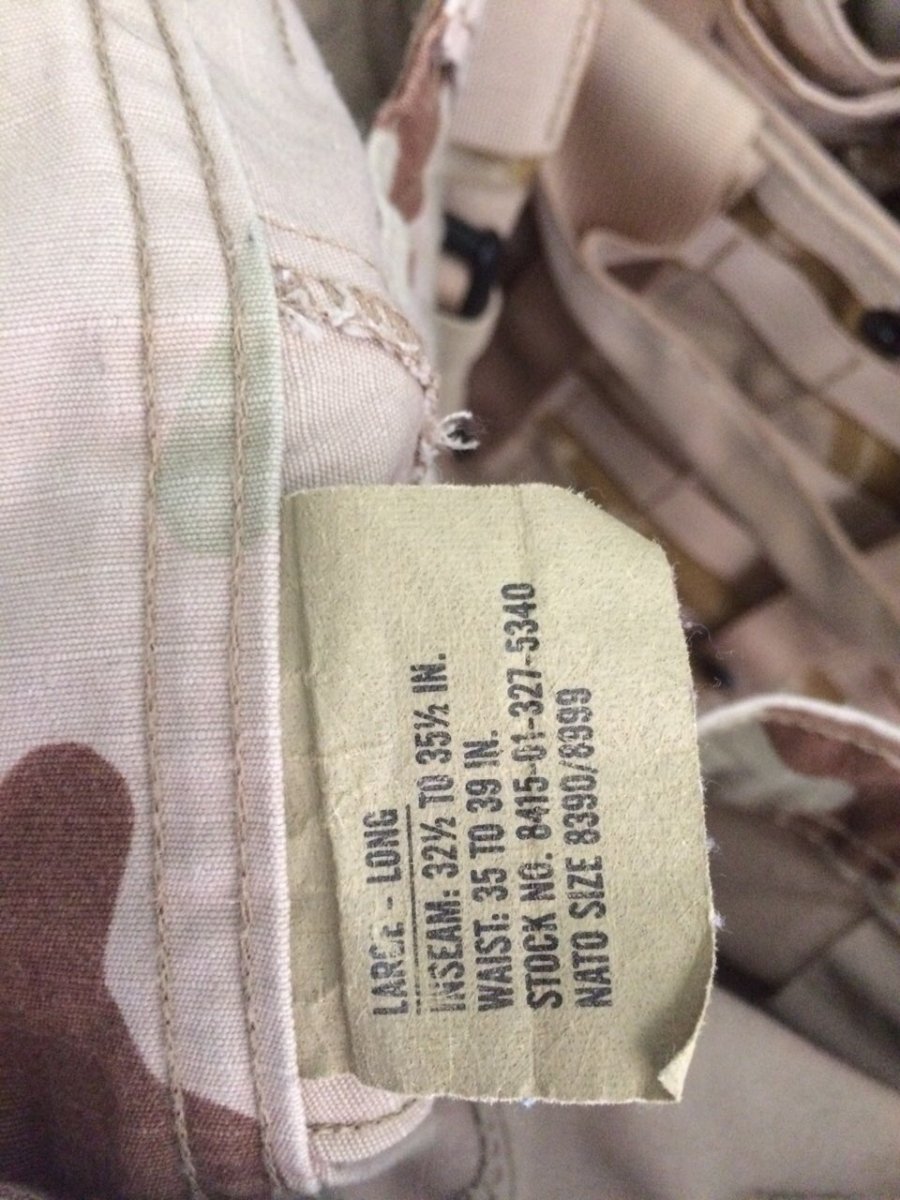 LARGE - LONG
INSEAM: 32½ TO 35½ IN.
WAIST: 35 TO 39 IN.
STOCK NO. 8415-01-327-5340
NATO SIZE 8390/8999